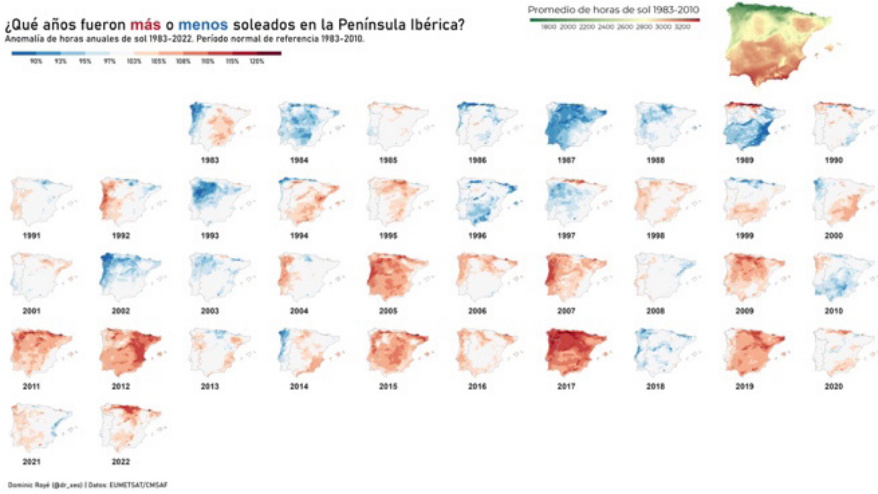 ¿Qué años fueron más o menos soleados en la Península Ibérica?
Anomalía de horas anuales de sol 1983-2022. Período normal de referencia 1983-2010.
90% 93% 95% 97% 103% 105% 108% 110% 115% 120%
Promedio de horas de sol 1983-2010
1800 2000 2200 2400 2600 2800 3000 3200
1983 1984 1985 1986 1987 1988 1989 1990
1991 1992 1993 1994 1995 1996 1997 1998 1999 2000
2001 2002 2003 2004 2005 2006 2007 2008 2009 2010
2011 2012 2013 2014 2015 2016 2017 2018 2019 2020
2021 2022
Dominic Royé (@dr_xeo) | Datos: EUMETSAT/CMSAF